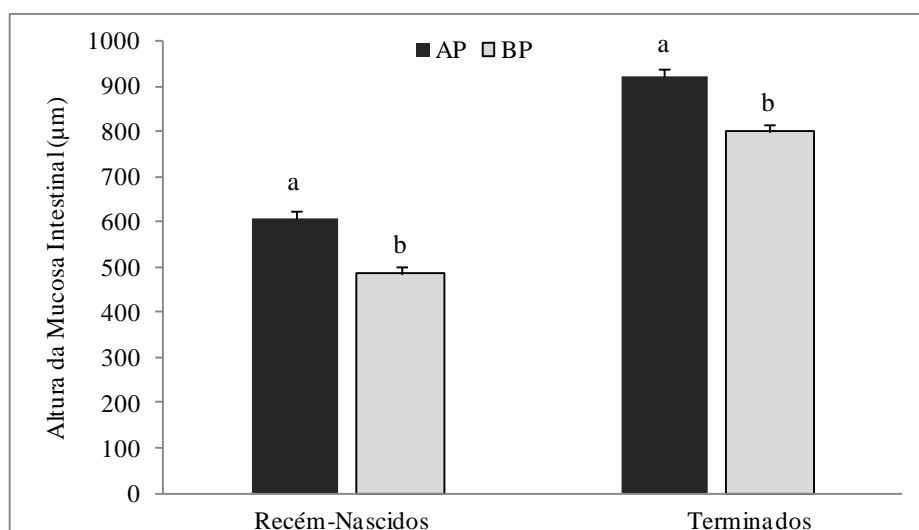 Altura da Mucosa Intestinal (µm)
1000
900
800
700
600
500
400
300
200
100
0
AP BP
a
b
a
b
Recém-Nascidos
Terminados